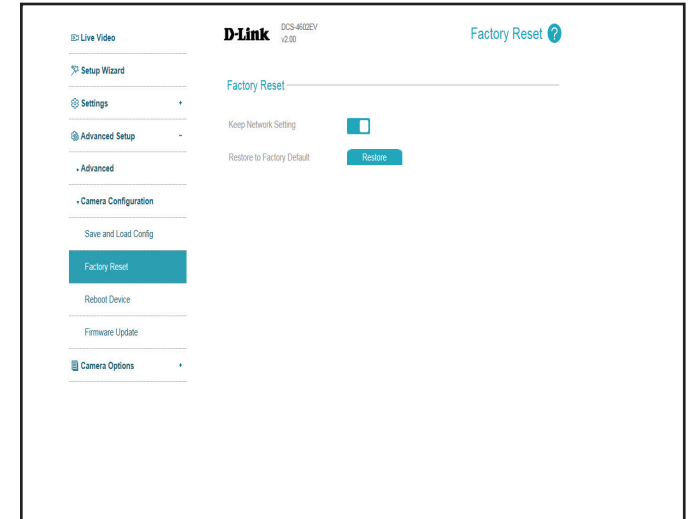 Live Video
Setup Wizard
Settings +
Advanced Setup -
Advanced
Camera Configuration
Save and Load Config
Factory Reset
Reboot Device
Firmware Update
Camera Options +
D-Link
DCS-4602EV
v2.00
Factory Reset ?
Factory Reset
Keep Network Setting
Restore to Factory Default Restore